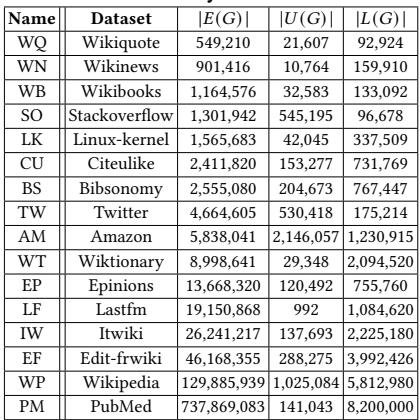 Name Dataset |E(G)| |U(G)| |L(G)|
WQ Wikiquote 549,210 21,607 92,924
WN Wikinews 901,416 10,764 159,910
WB Wikibooks 1,164,576 32,583 133,092
SO Stackoverflow 1,301,942 545,195 96,678
LK Linux-kernel 1,565,683 42,045 337,509
CU Citeulike 2,411,820 153,277 731,769
BS Bibsonomy 2,555,080 204,673 767,447
TW Twitter 4,664,605 530,418 175,214
AM Amazon 5,838,041 2,146,057 1,230,915
WT Wiktionary 8,998,641 29,348 2,094,520
EP Epinions 13,668,320 120,492 755,760
LF Lastfm 19,150,868 992 1,084,620
IW Itwiki 26,241,217 137,693 2,225,180
EF Edit-frwiki 46,168,355 288,275 3,992,426
WP Wikipedia 129,885,939 1,025,084 5,812,980
PM PubMed 737,869,083 141,043 8,200,000